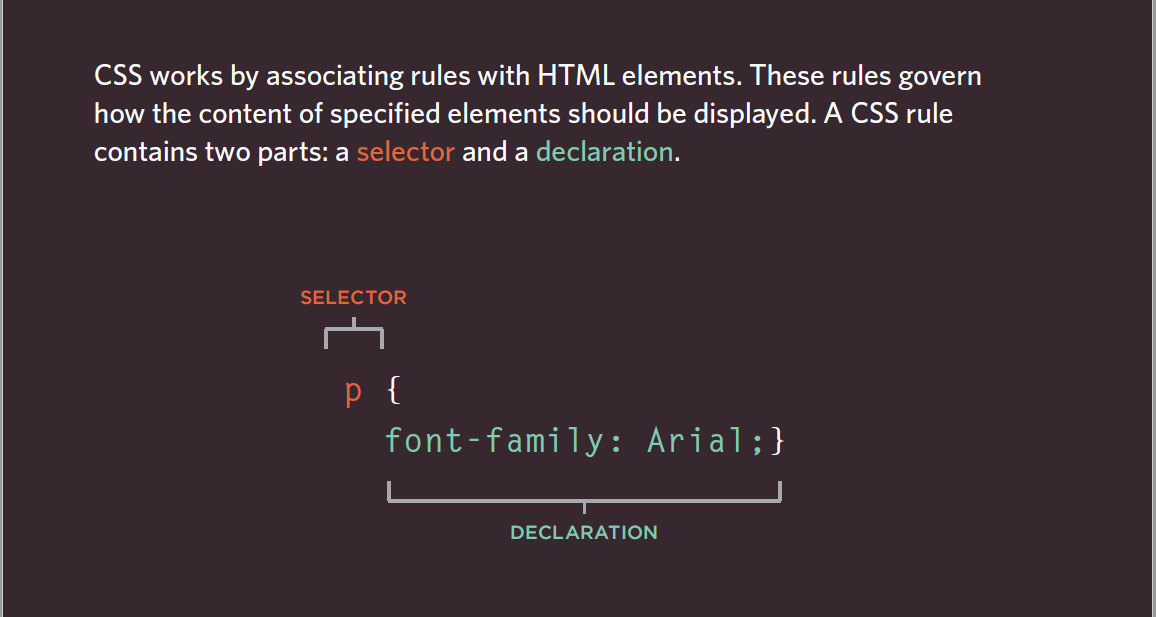 CSS works by associating rules with HTML elements. These rules govern
how the content of specified elements should be displayed. A CSS rule
contains two parts: a selector and a declaration.
SELECTOR
p {
font-family: Arial;}
DECLARATION